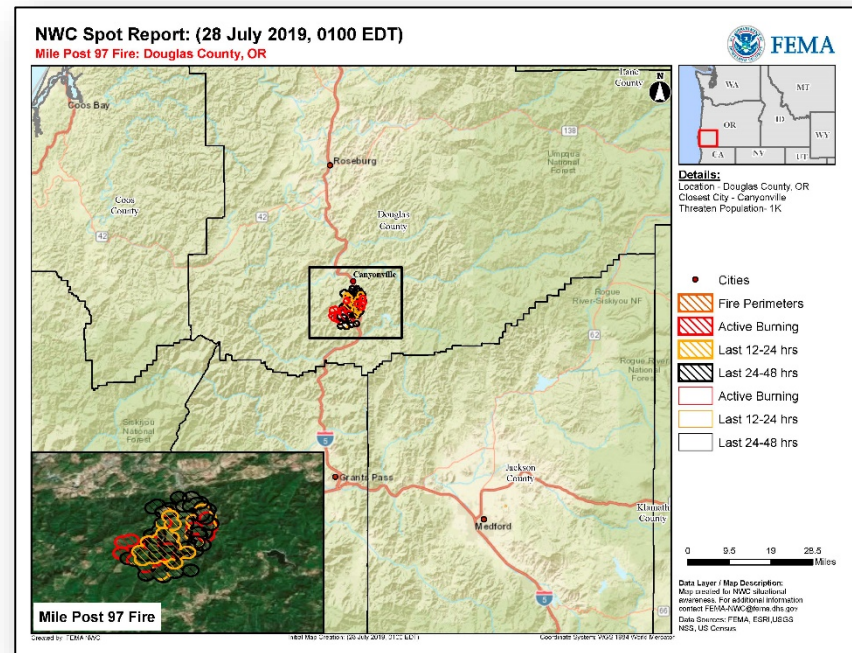 NWC Spot Report: (28 July 2019, 0100 EDT)
Mile Post 97 Fire: Douglas County, OR
FEMA
Lane
County
Coos Bay
N
138
Roseburg
Umpqua
National
Forest
Coos
County
Douglas
County
42
42
Canyonville
Rogue
River-Siskiyou NF
62
Rogue River
National
Forest
Siskiyou
National
Forest
5
Grants Pass
Jackson
County
Medford
Klamath
County
5
66
Mile Post 97 Fire
WA
MT
OR
ID
WY
CA
NV
UT
Details:
Location - Douglas County, OR
Closest City - Canyonville
Threaten Population- 1K
Cities
Fire Perimeters
Active Burning
Last 12-24 hrs
Last 24-48 hrs
Active Burning
Last 12-24 hrs
Last 24-48 hrs
0 9.5 19 28.5
Miles
Data Layer / Map Description:
Map created for NWC situational
awareness. For additional information
contact FEMA-NWC@fema.dhs.gov
Data Sources: FEMA, ESRI,USGS
NSS, US Census
Created by: FEMA NWC
Initial Map Creation: (28 July 2019, 0100 EDT)
Coordinate System: WGS 1984 World Mercator